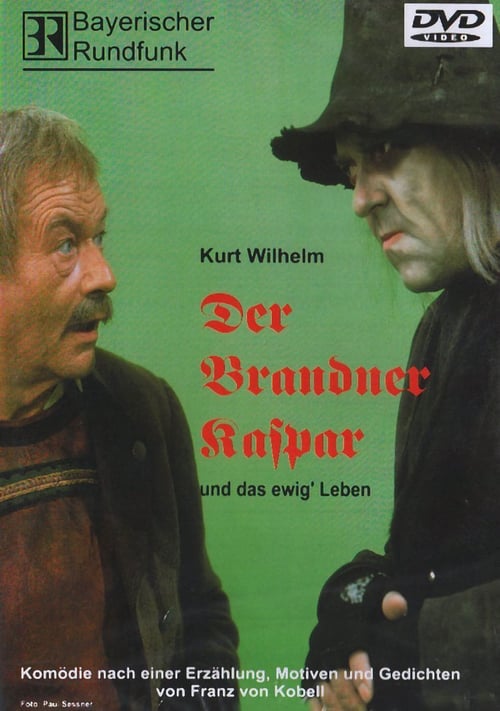 Bayerischer
Rundfunk
DVD
VIDEO
Kurt Wilhelm
Der
Brandner
Kaspar
und das ewig' Leben
Komödie nach einer Erzählung, Motiven und Gedichten
von Franz von Kobell
Foto: Paul Sessner